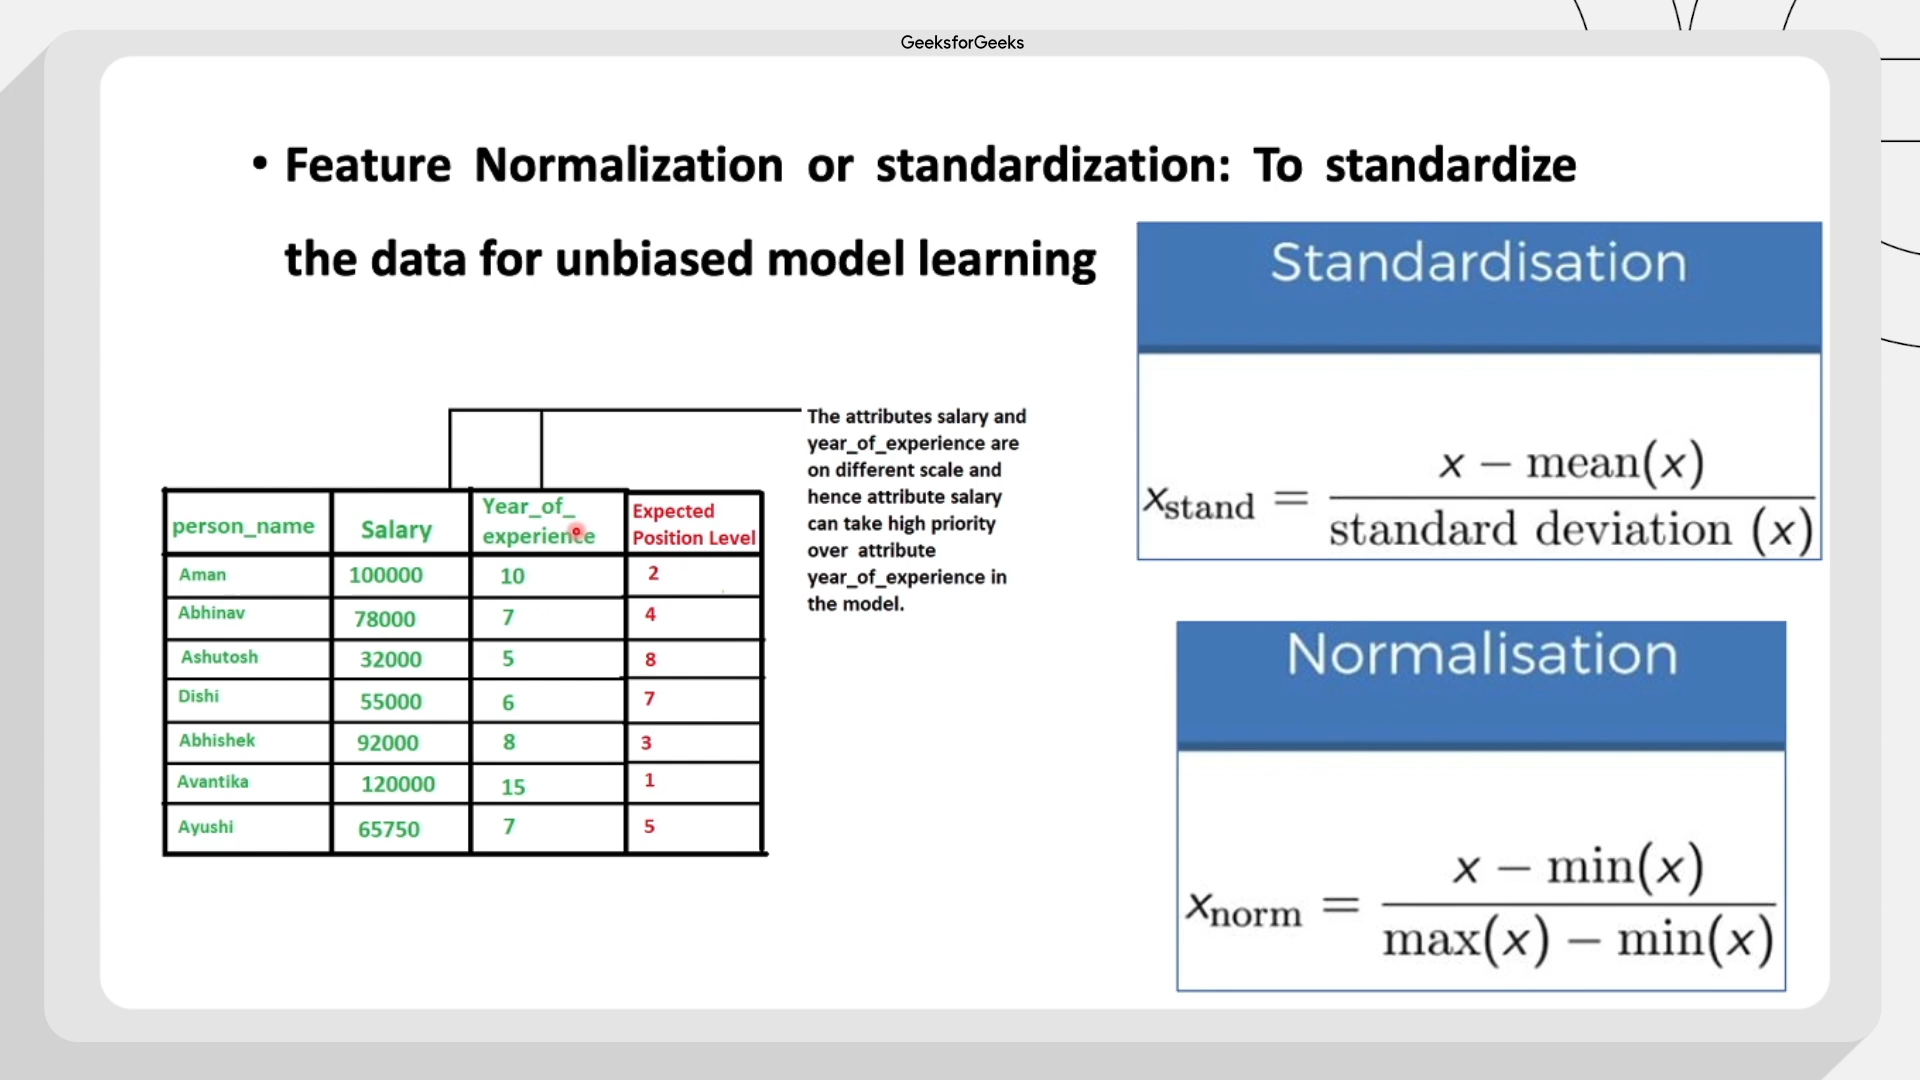 GeeksforGeeks
• Feature Normalization or standardization: To standardize
the data for unbiased model learning
Standardisation
x − mean(x)
xstand =
standard deviation (x)
The attributes salary and
year_of_experience are
on different scale and
hence attribute salary
can take high priority
over attribute
year_of_experience in
the model.
person_name Salary Year_of_ experience Expected Position Level
Aman 100000 10 2
Abhinav 78000 7 4
Ashutosh 32000 5 8
Dishi 55000 6 7
Abhishek 92000 8 3
Avantika 120000 15 1
Ayushi 65750 7 5
Normalisation
x − min(x)
xnorm =
max(x) − min(x)